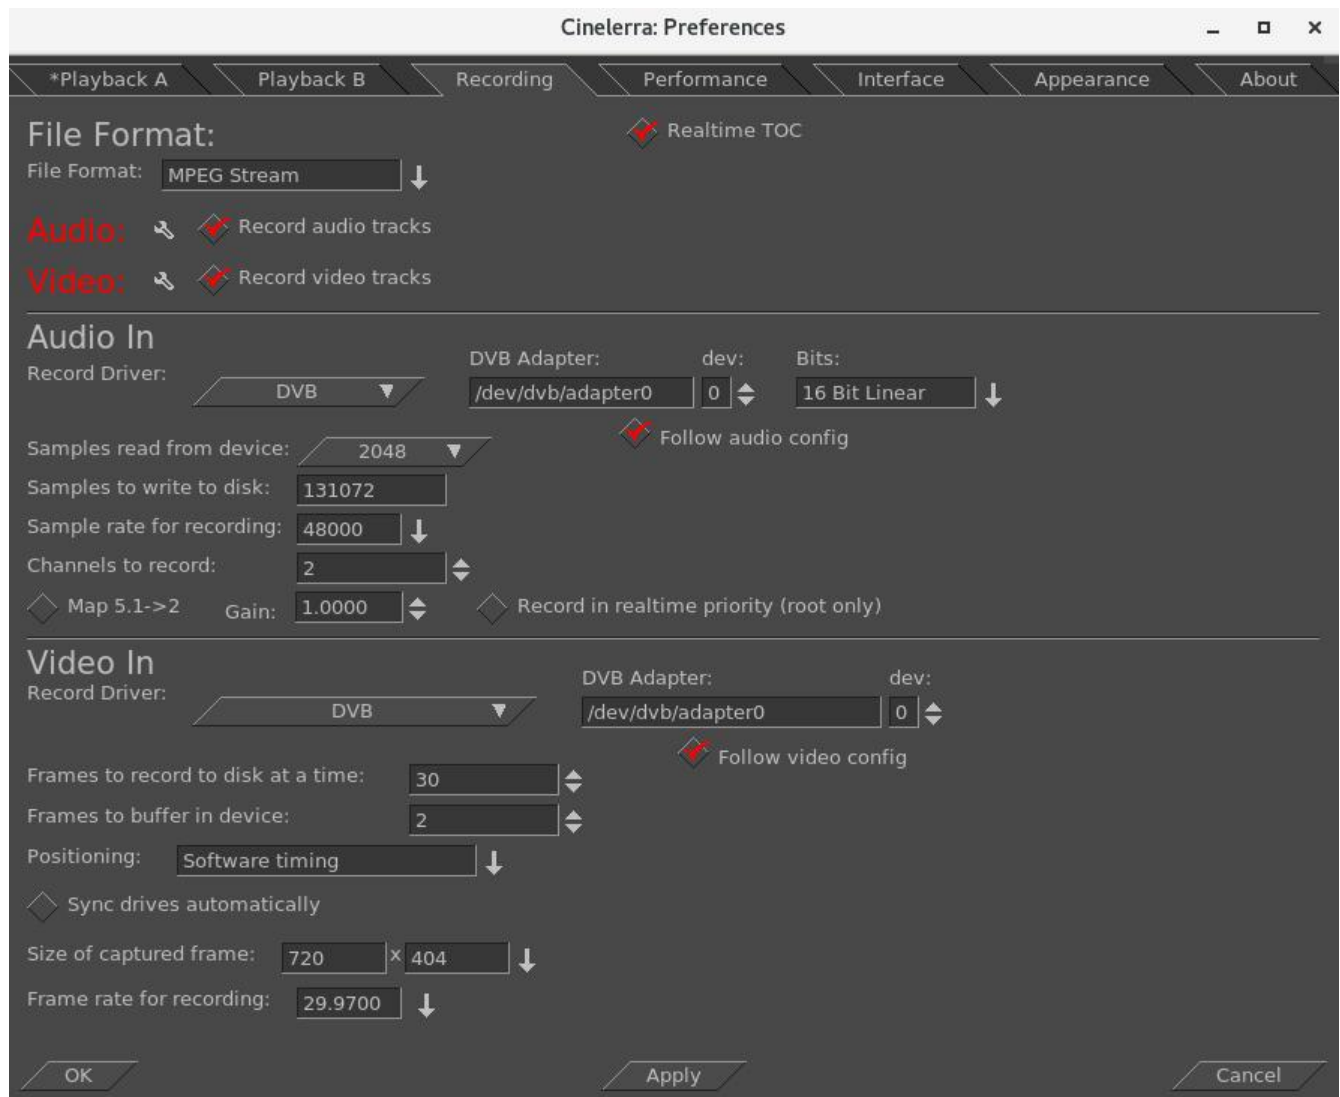 Cinelerra: Preferences
*Playback A Playback B Recording Performance Interface Appearance About
File Format:
Realtime TOC
File Format: MPEG Stream
Audio: Record audio tracks
Video: Record video tracks
Audio In
DVB Adapter: dev: Bits:
Record Driver: DVB /dev/dvb/adapter0 0 16 Bit Linear
Follow audio config
Samples read from device: 2048
Samples to write to disk: 131072
Sample rate for recording: 48000
Channels to record: 2
Map 5.1->2 Gain: 1.0000 Record in realtime priority (root only)
Video In
DVB Adapter: dev:
Record Driver: DVB /dev/dvb/adapter0 0
Follow video config
Frames to record to disk at a time: 30
Frames to buffer in device: 2
Positioning: Software timing
Sync drives automatically
Size of captured frame: 720 x 404
Frame rate for recording: 29.9700
OK Apply Cancel